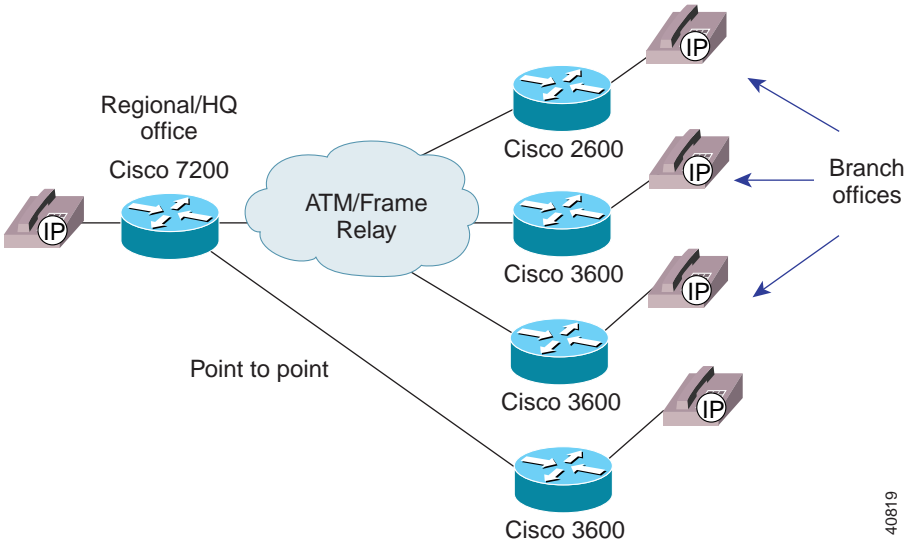 IP
Regional/HQ
office
Cisco 7200
Cisco 2600
IP
Branch
offices
IP
ATM/Frame
Relay
Cisco 3600
IP
Point to point
Cisco 3600
IP
Cisco 3600
40819